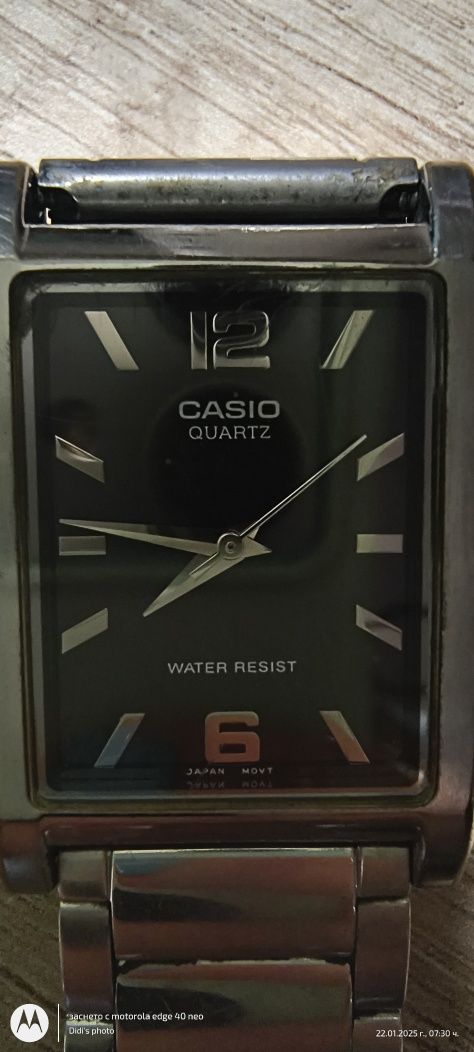 12
CASIO
QUARTZ
WATER RESIST
6
JAPAN MOVT
заснето с motorola edge 40 neo
Didi's photo
22.01.2025 г., 07:30 ч.